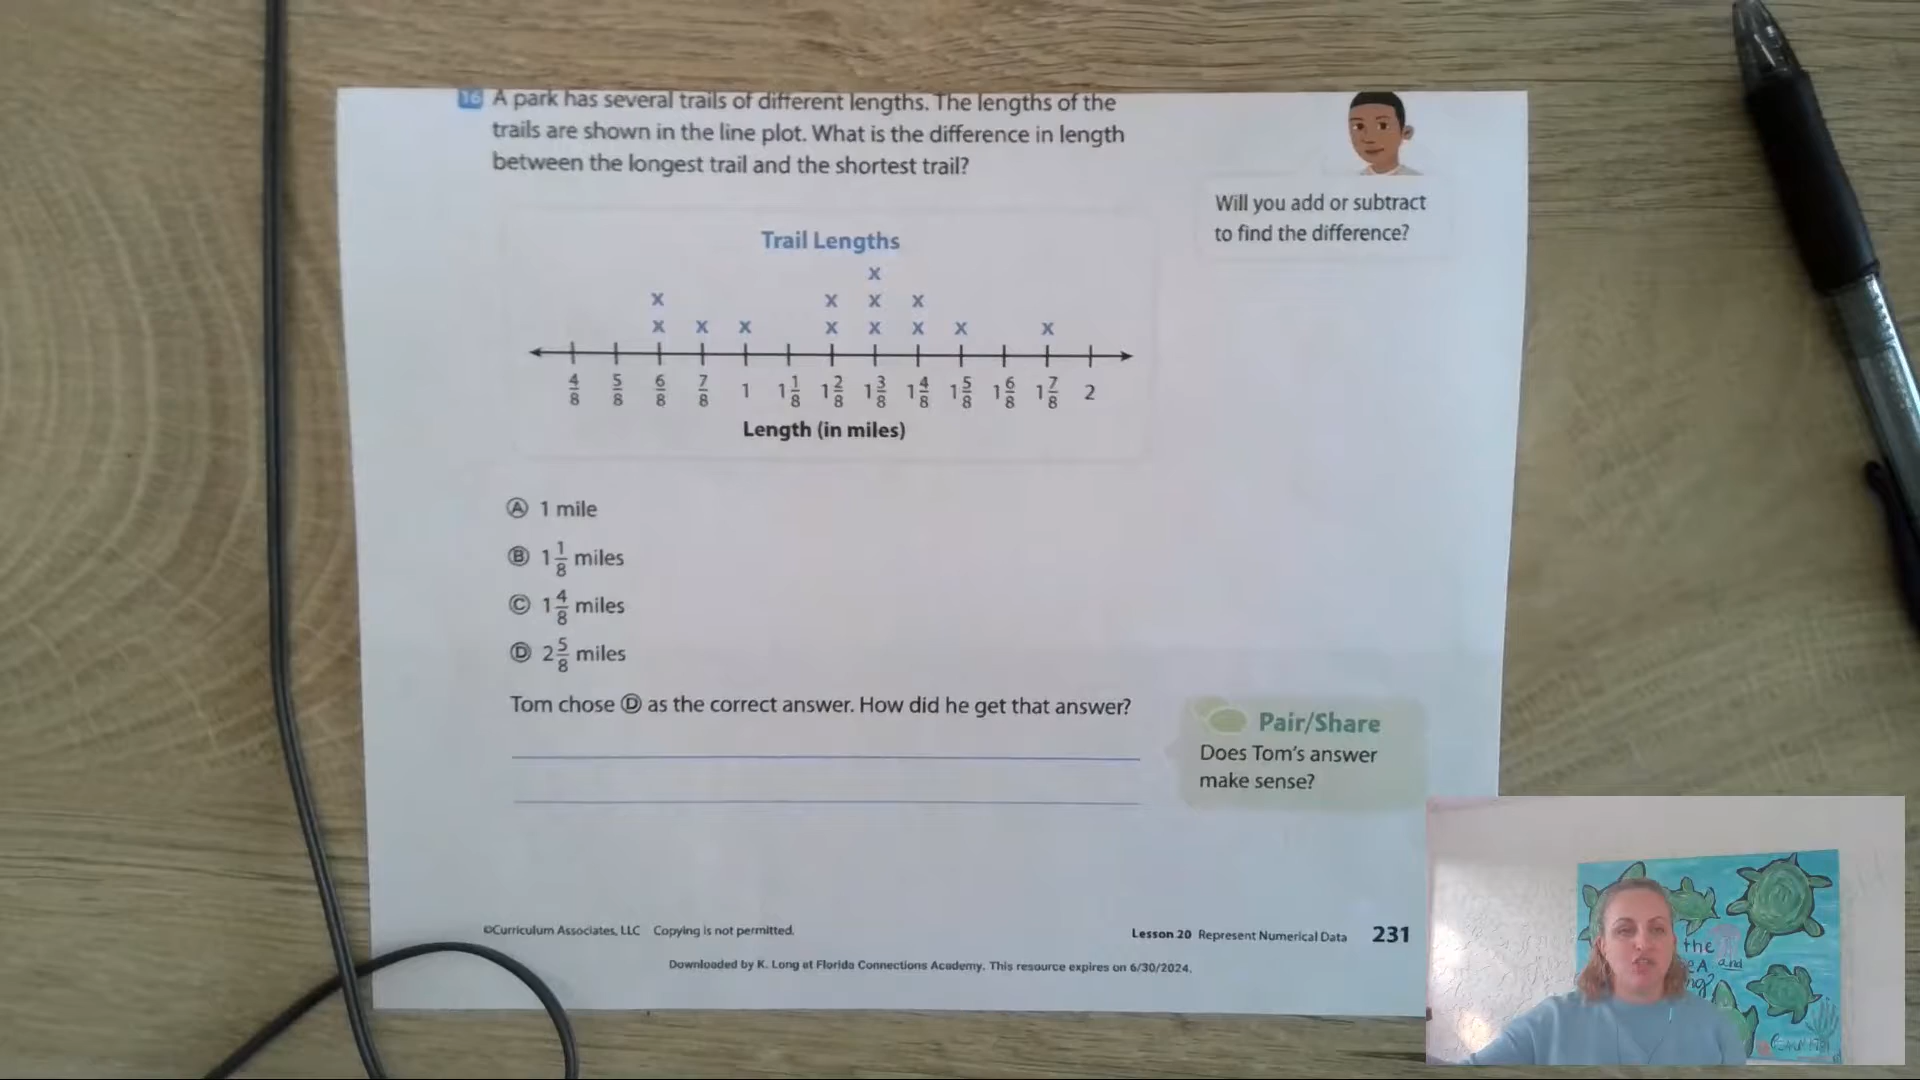 16 A park has several trails of different lengths. The lengths of the
trails are shown in the line plot. What is the difference in length
between the longest trail and the shortest trail?
Will you add or subtract
to find the difference?
Trail Lengths
x
x x x x
x x x x x x x x
4/8 5/8 6/8 7/8 1 1 1/8 1 2/8 1 3/8 1 4/8 1 5/8 1 6/8 1 7/8 2
Length (in miles)
Ⓐ 1 mile
Ⓑ 1 1/8 miles
Ⓒ 1 4/8 miles
Ⓓ 2 5/8 miles
Tom chose Ⓓ as the correct answer. How did he get that answer?
Pair/Share
Does Tom's answer
make sense?
©Curriculum Associates, LLC Copying is not permitted.
Lesson 20 Represent Numerical Data 231
Downloaded by K. Long at Florida Connections Academy. This resource expires on 6/30/2024.
the
and